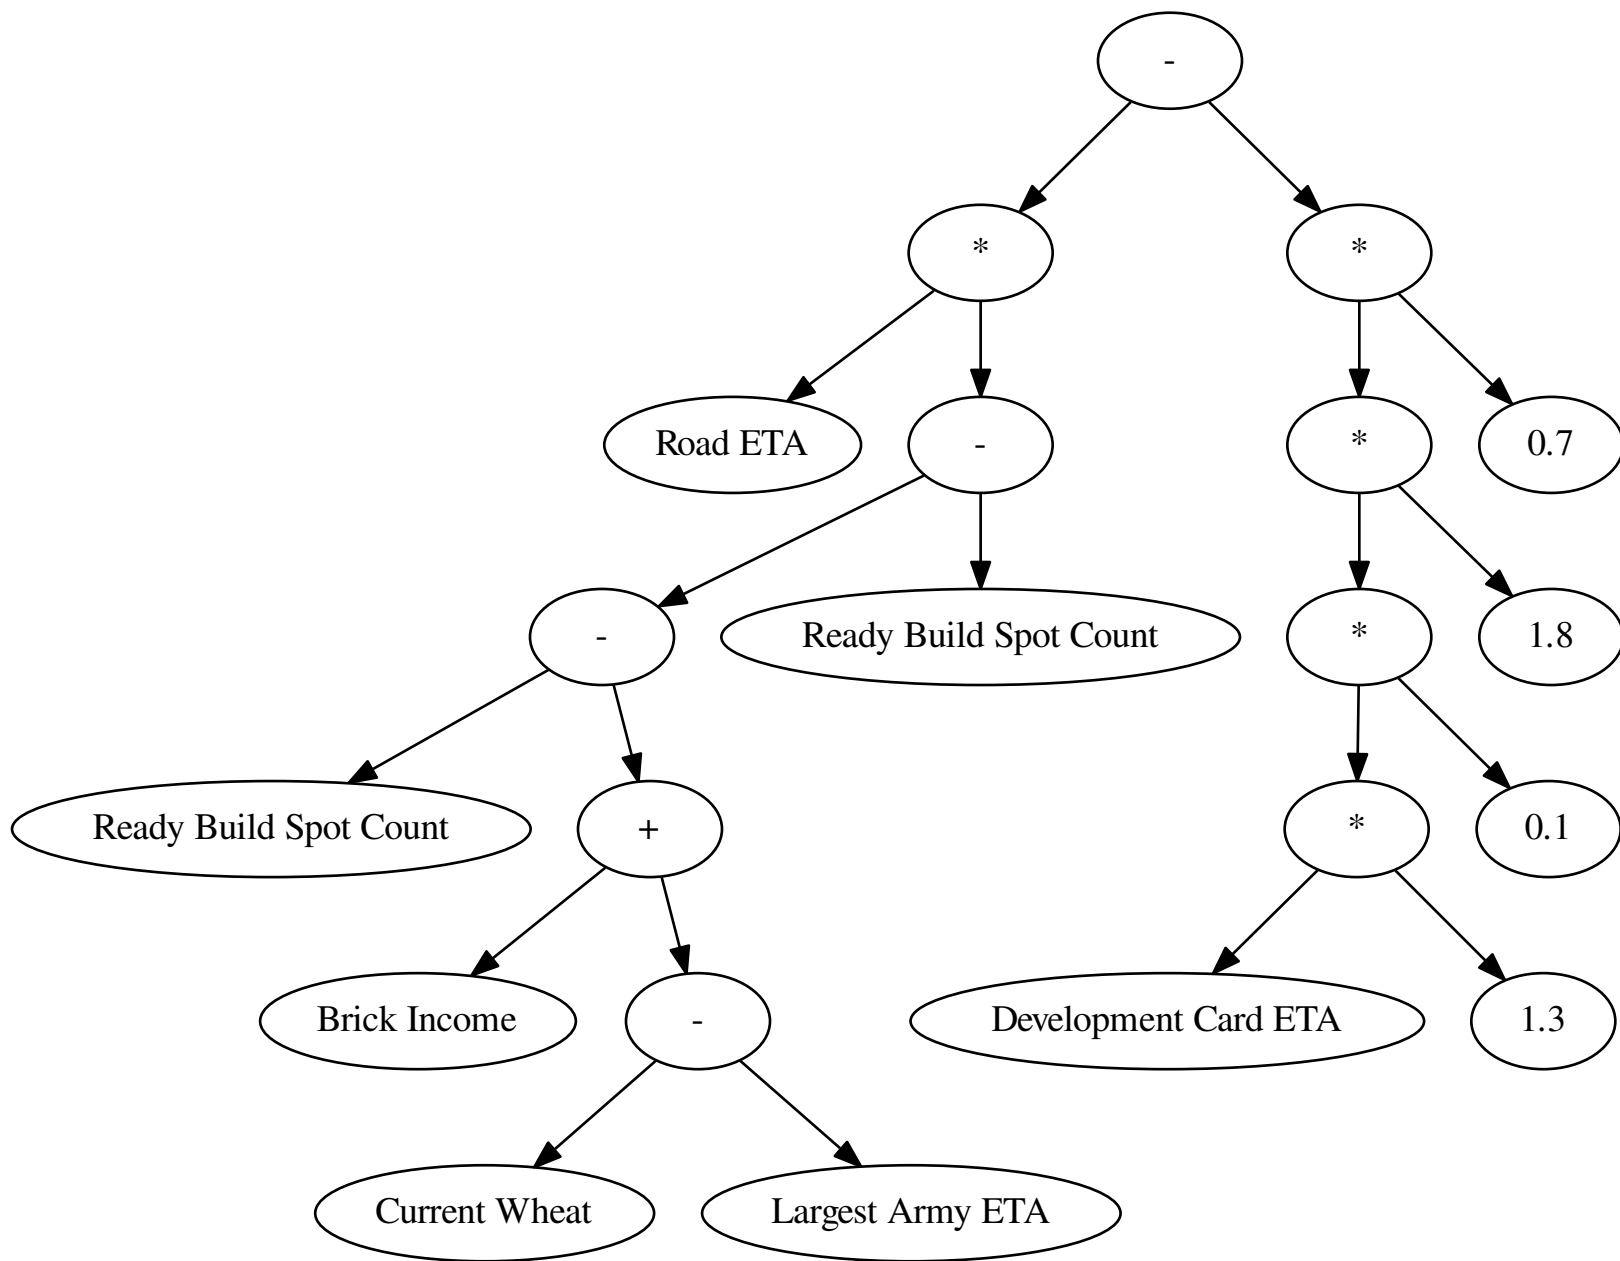 -
*
*
Road ETA
-
*
0.7
-
Ready Build Spot Count
*
1.8
Ready Build Spot Count
+
*
0.1
Brick Income
-
Development Card ETA
1.3
Current Wheat
Largest Army ETA